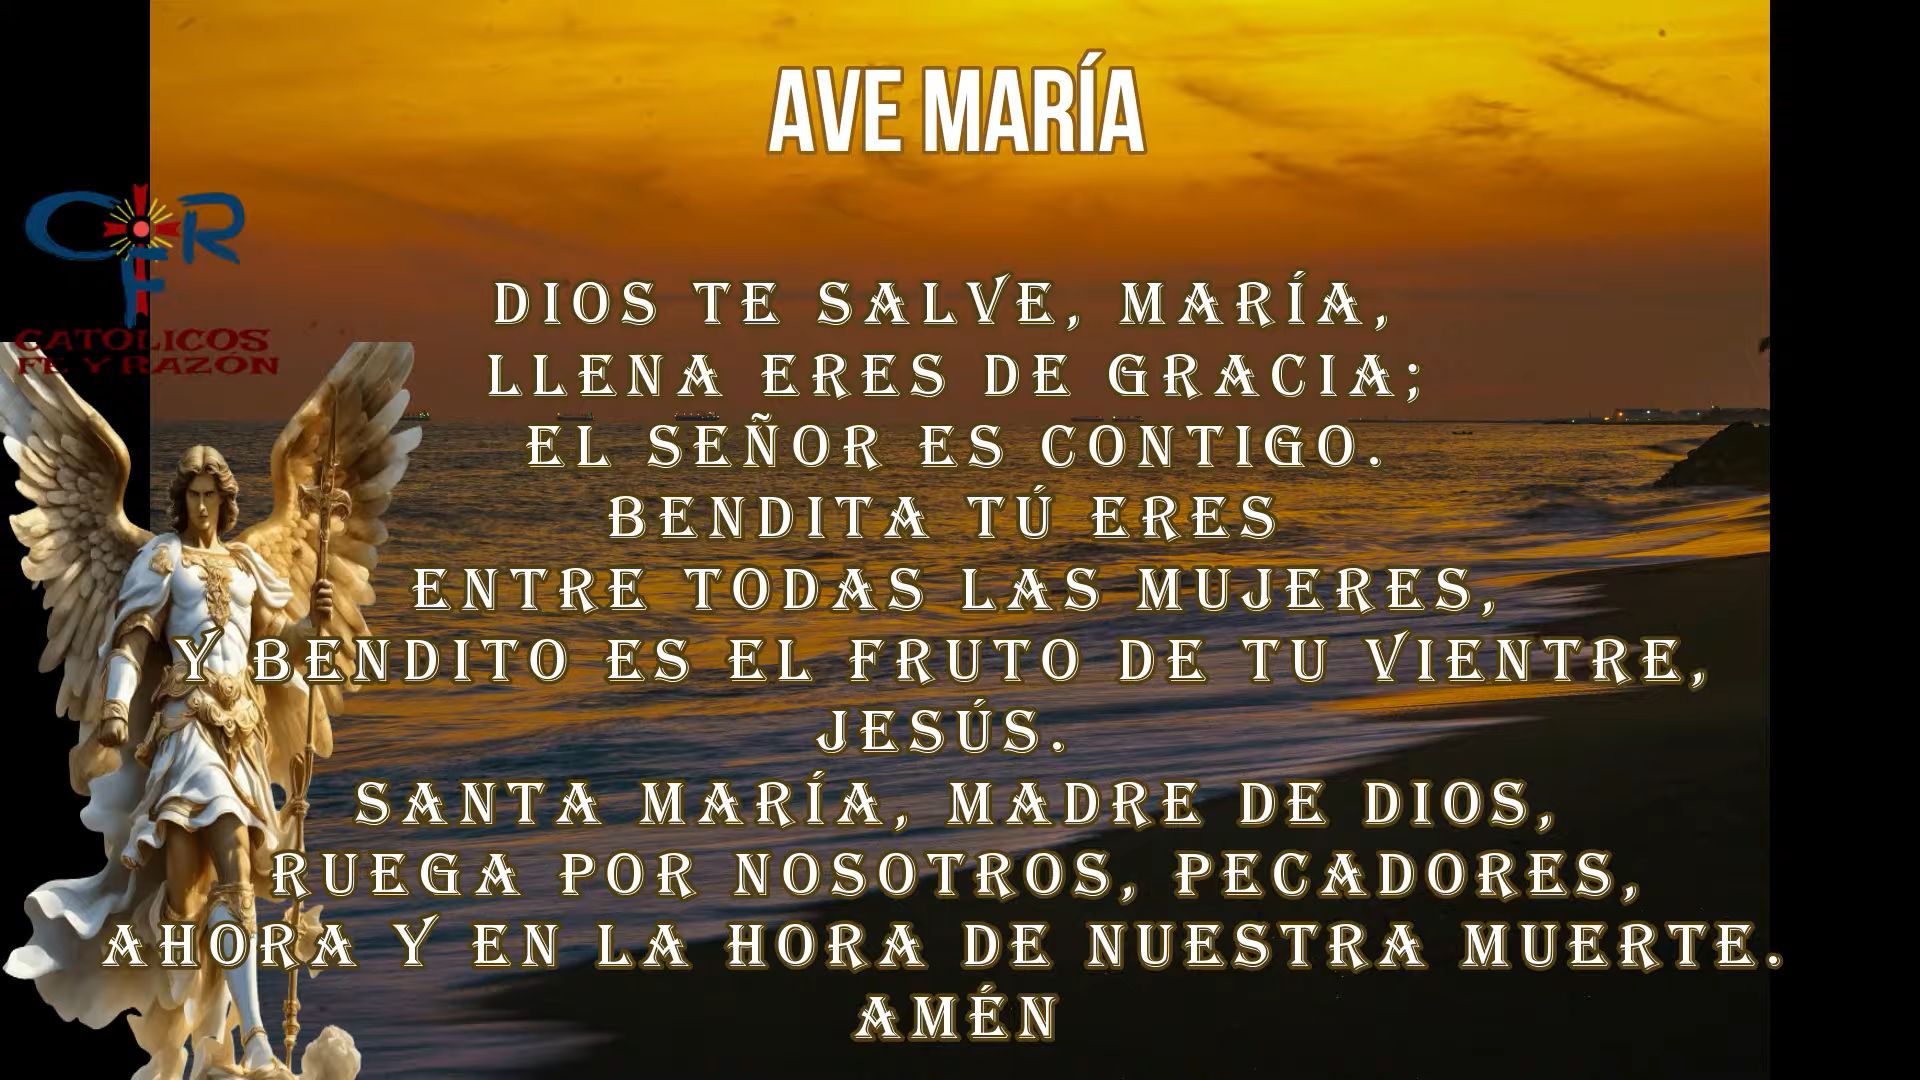 AVE MARÍA
CFR
CATOLICOS
FE Y RAZÓN
DIOS TE SALVE, MARÍA,
LLENA ERES DE GRACIA;
EL SEÑOR ES CONTIGO.
BENDITA TÚ ERES
ENTRE TODAS LAS MUJERES,
Y BENDITO ES EL FRUTO DE TU VIENTRE,
JESÚS.
SANTA MARÍA, MADRE DE DIOS,
RUEGA POR NOSOTROS, PECADORES,
AHORA Y EN LA HORA DE NUESTRA MUERTE.
AMÉN